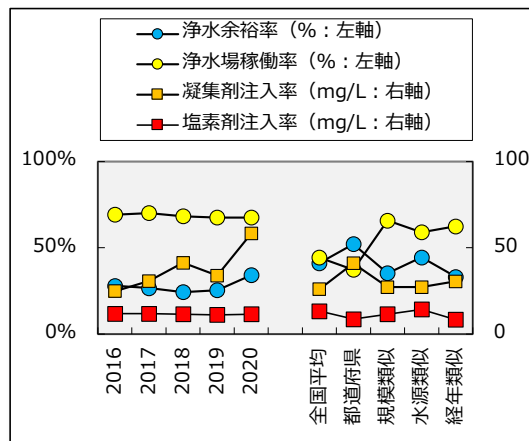 浄水余裕率（%：左軸）
浄水場稼働率（%：左軸）
凝集剤注入率（mg/L：右軸）
塩素剤注入率（mg/L：右軸）
100%
100
50%
50
0%
0
2016
2017
2018
2019
2020
全国平均
都道府県
規模類似
水源類似
経年類似